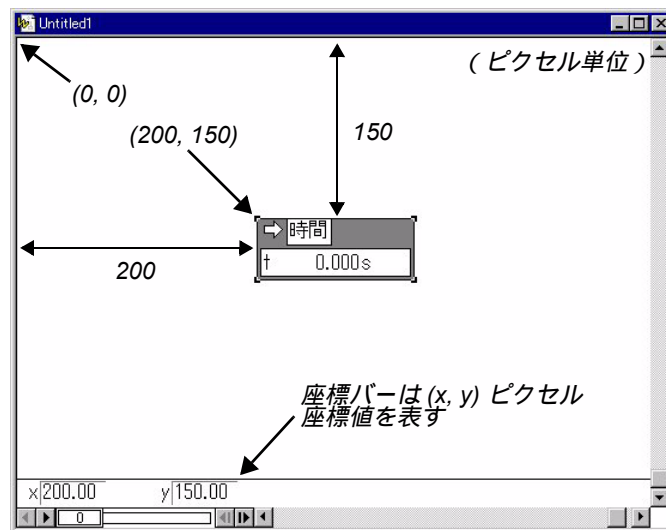 Untitled1
(ピクセル単位)
(0, 0)
(200, 150)
150
時間
t 0.000s
200
座標バーは (x, y) ピクセル
座標値を表す
x 200.00 y 150.00
0